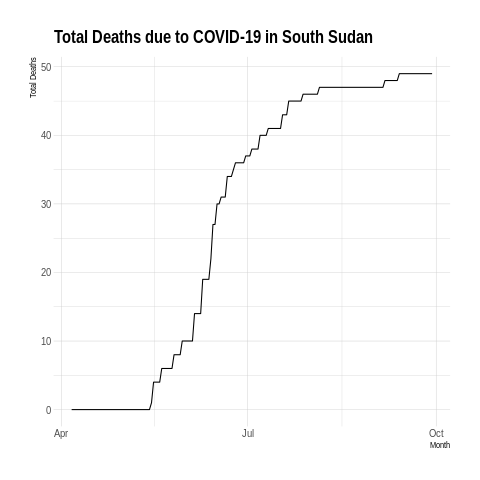 Total Deaths due to COVID-19 in South Sudan
Total Deaths
50
40
30
20
10
0
Apr
Jul
Oct
Month